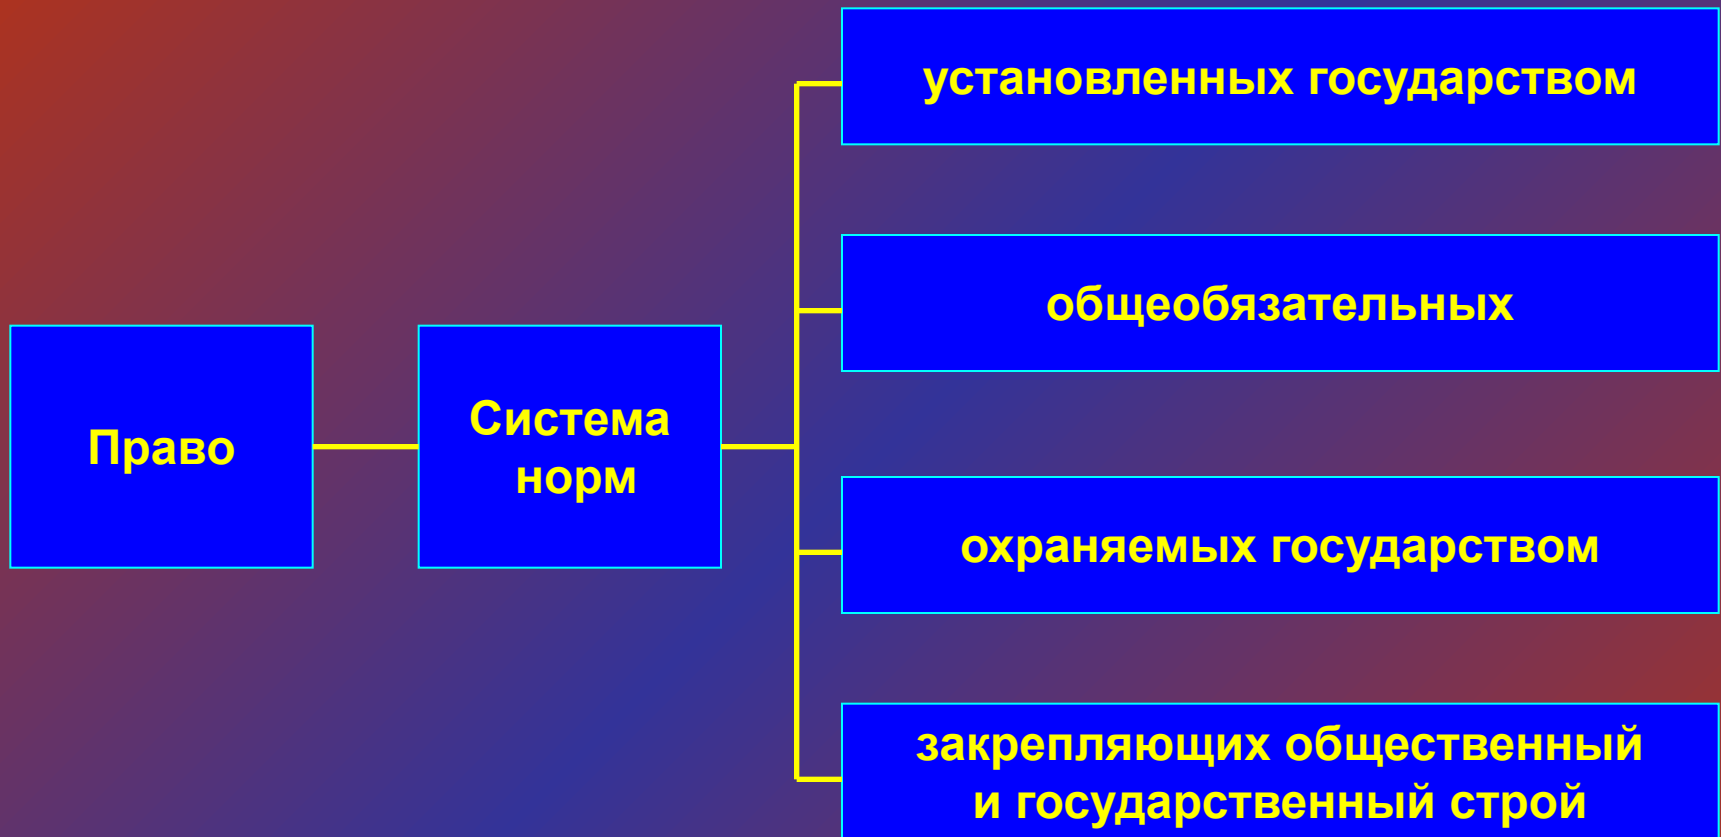 Право
Система
норм
установленных государством
общеобязательных
охраняемых государством
закрепляющих общественный
и государственный строй